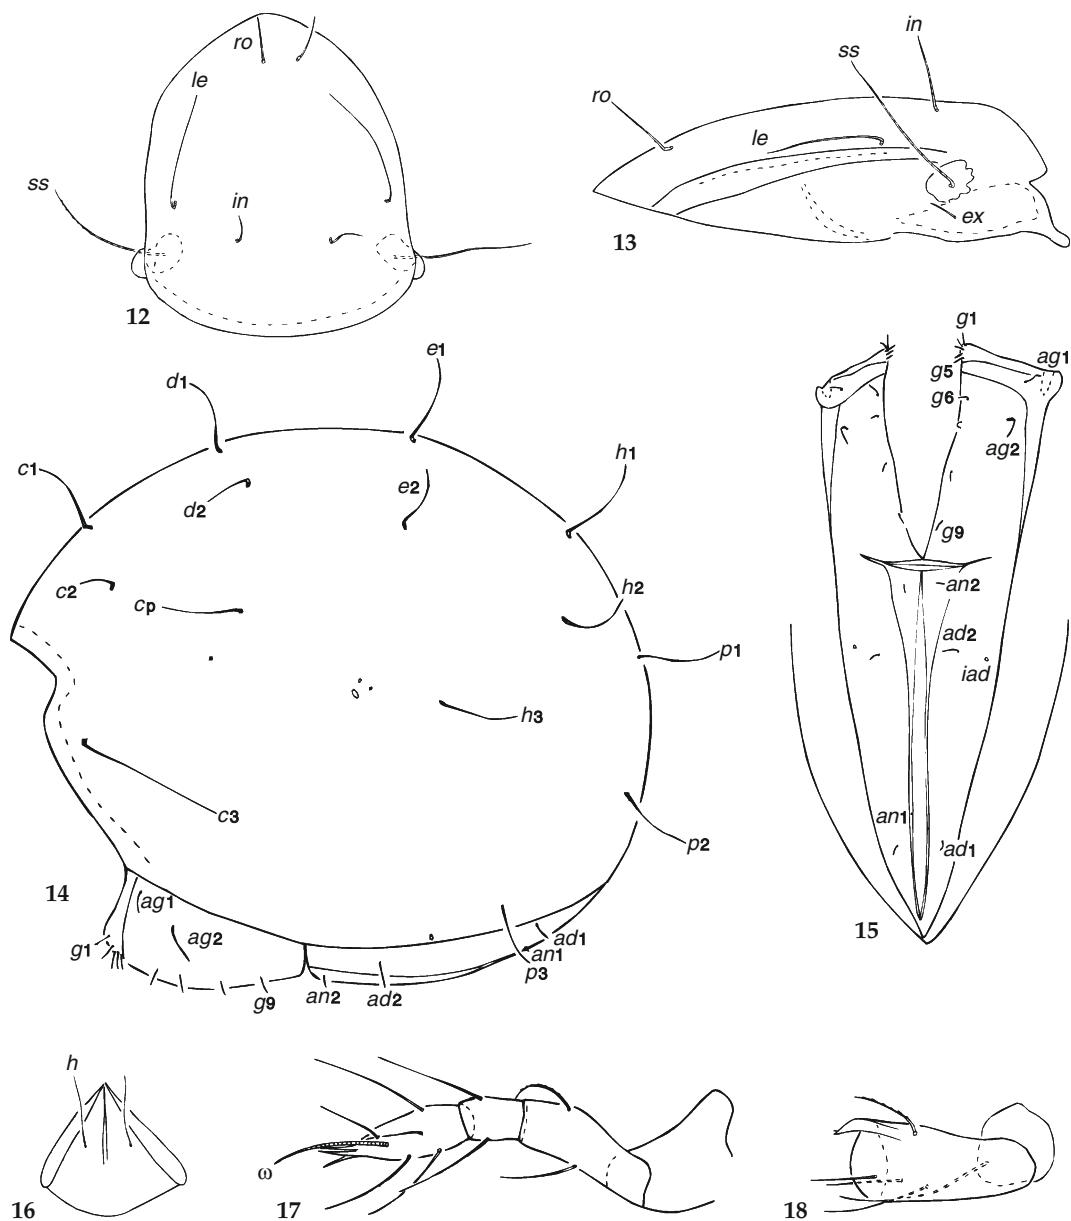 ro
le
ss
in
12
in
ss
ro
le
ex
13
e1
d1
c1
h1
e2
d2
c2
cp
h2
p1
h3
c3
p2
14
ag1
ag2
g1
g9
an2
ad2
ad1
an1
p3
g1
ag1
g5
g6
ag2
g9
an2
ad2
iad
an1
ad1
15
h
16
ω
17
18